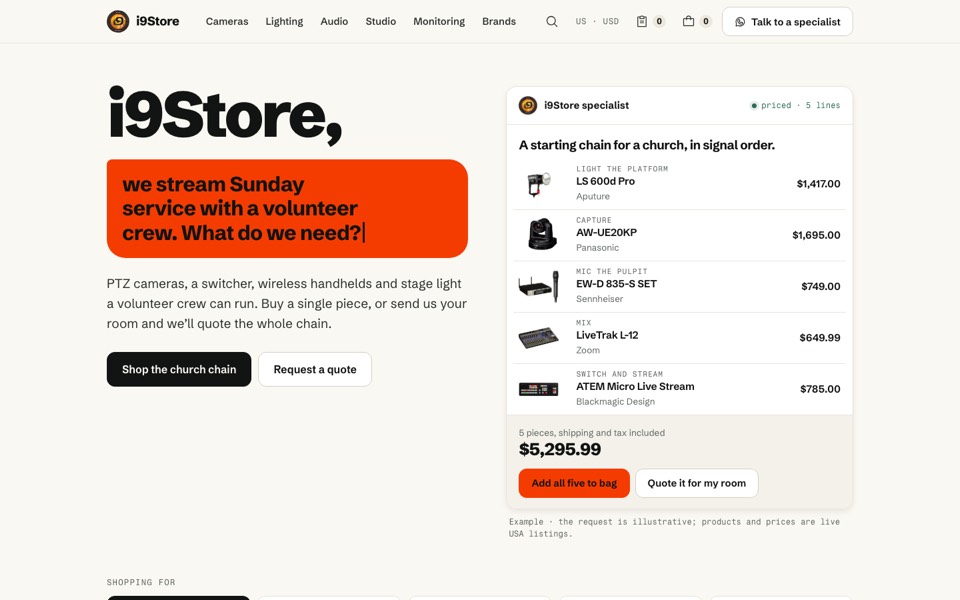 i9Store
Cameras
Lighting
Audio
Studio
Monitoring
Brands
US · USD
0
0
Talk to a specialist
i9Store,
we stream Sunday
service with a volunteer
crew. What do we need?
PTZ cameras, a switcher, wireless handhelds and stage light
a volunteer crew can run. Buy a single piece, or send us your
room and we'll quote the whole chain.
Shop the church chain
Request a quote
i9Store specialist
priced · 5 lines
A starting chain for a church, in signal order.
LIGHT THE PLATFORM
LS 600d Pro
Aputure
$1,417.00
CAPTURE
AW-UE20KP
Panasonic
$1,695.00
MIC THE PULPIT
EW-D 835-S SET
Sennheiser
$749.00
MIX
LiveTrak L-12
Zoom
$649.99
SWITCH AND STREAM
ATEM Micro Live Stream
Blackmagic Design
$785.00
5 pieces, shipping and tax included
$5,295.99
Add all five to bag
Quote it for my room
Example · the request is illustrative; products and prices are live
USA listings.
SHOPPING FOR